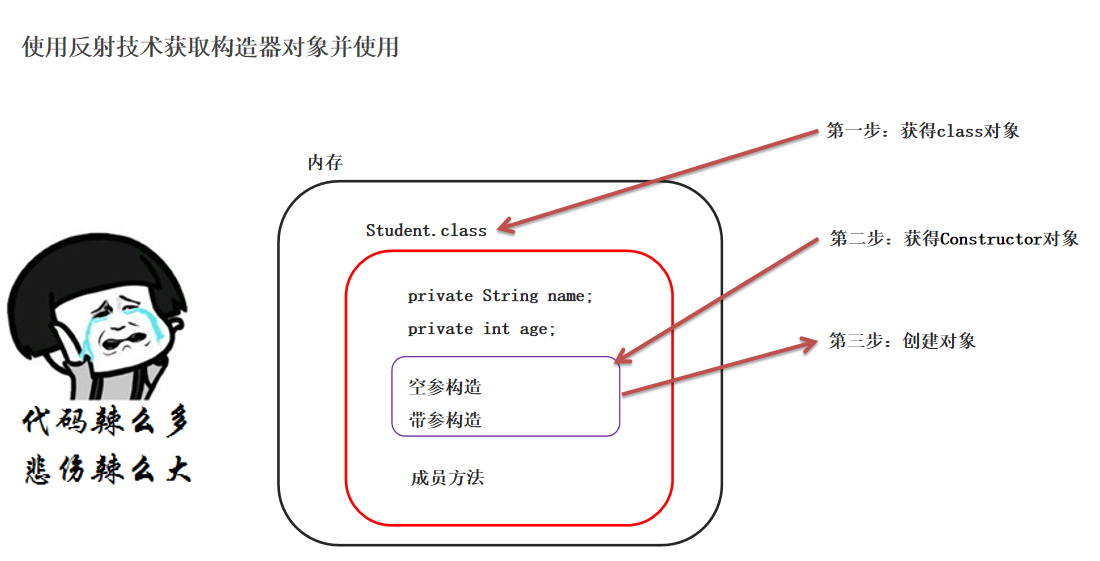 使用反射技术获取构造器对象并使用
第一步：获得class对象
内存
Student.class
第二步：获得Constructor对象
private String name;
private int age;
第三步：创建对象
空参构造
带参构造
成员方法
代码辣么多
悲伤辣么大